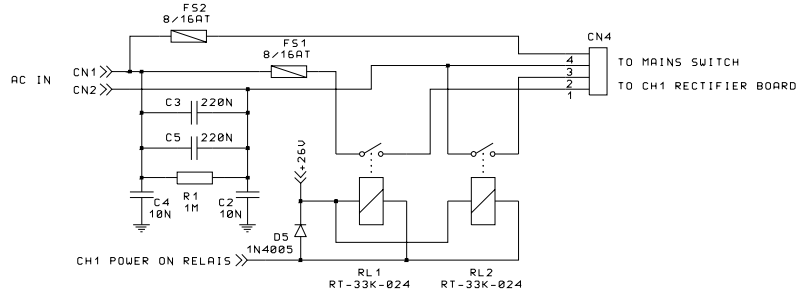 FS2
8/16AT
CN4
FS1
8/16AT
4
TO MAINS SWITCH
CN1
3
AC IN
2
TO CH1 RECTIFIER BOARD
CN2
1
C3 220N
C5 220N
+26V
R1
1M
C4
10N
C2
10N
D5
1N4005
CH1 POWER ON RELAIS
RL1
RT-33K-024
RL2
RT-33K-024